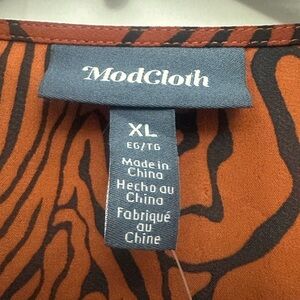 ModCloth
XL
EG/TG
Made in
China
Hecho au
China
Fabriqué
au
Chine